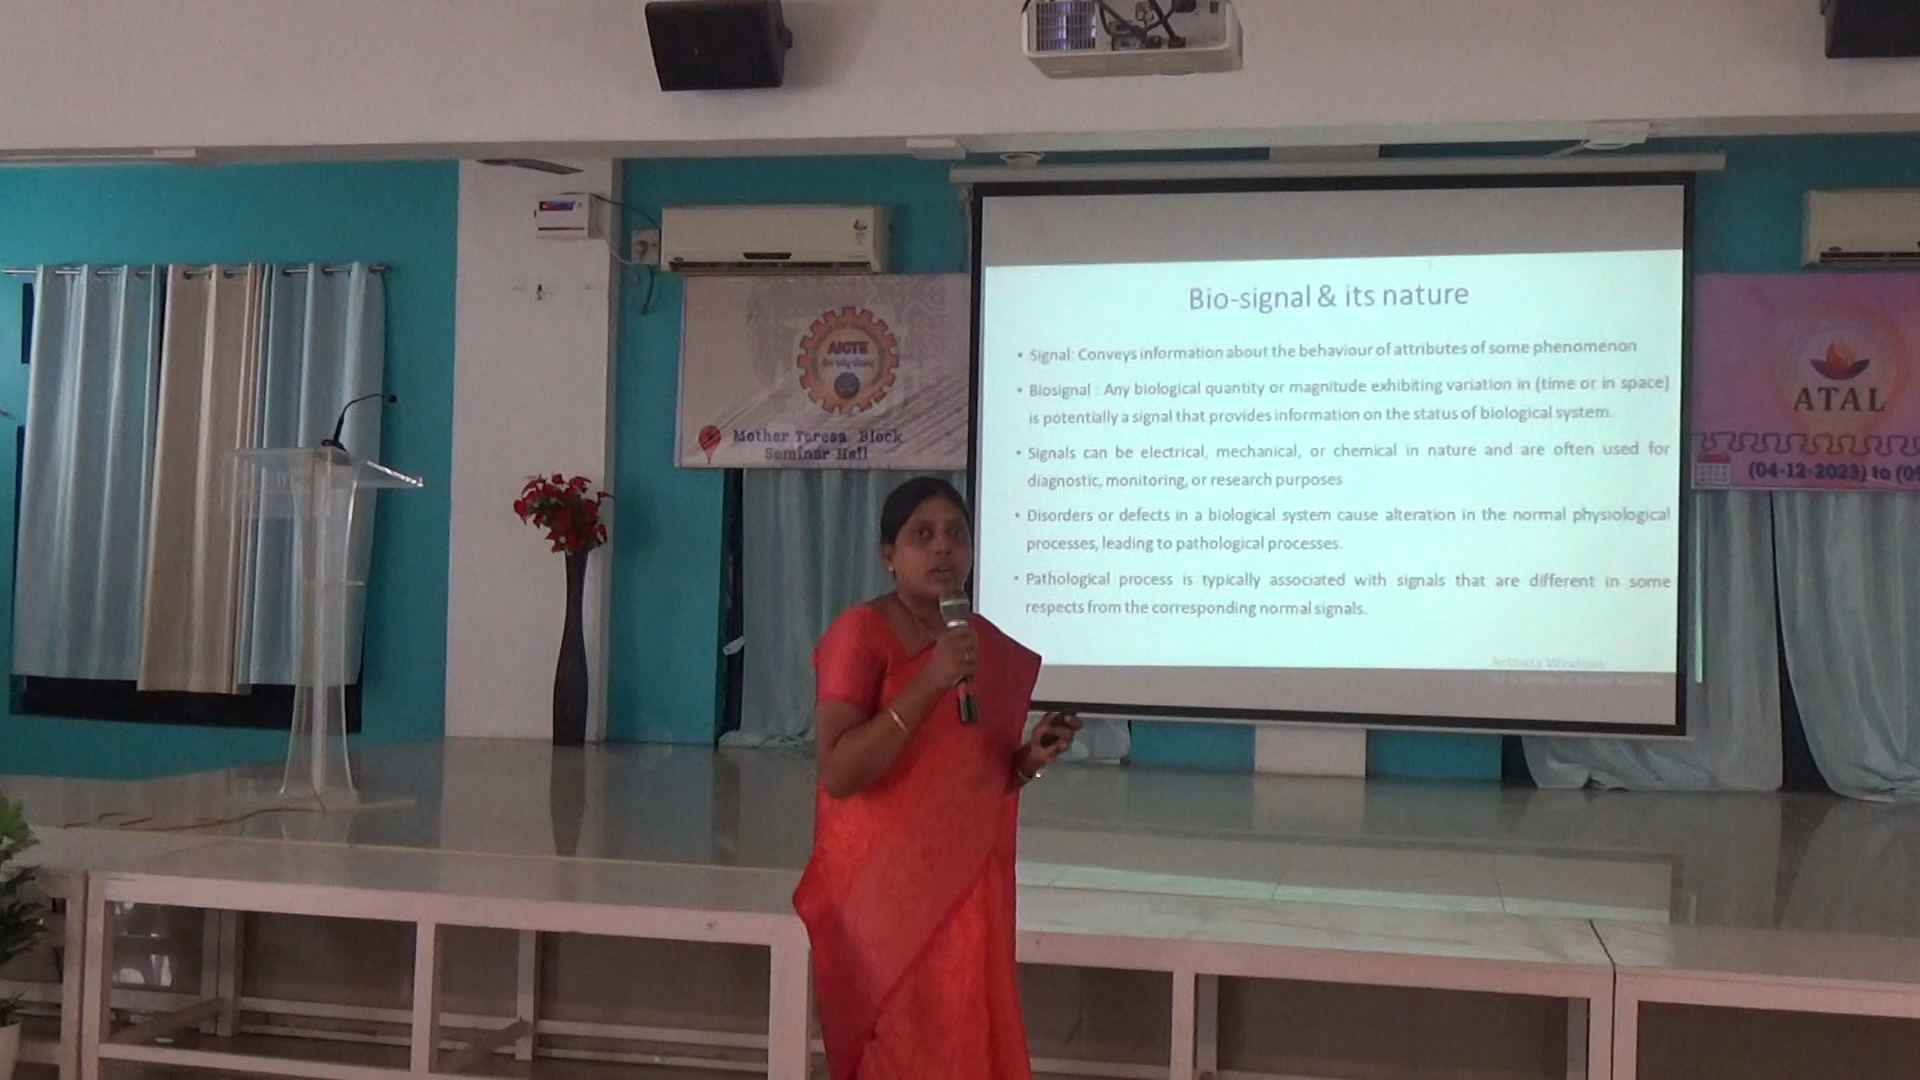 Bio-signal & its nature
• Signal: Conveys information about the behaviour of attributes of some phenomenon
• Biosignal : Any biological quantity or magnitude exhibiting variation in (time or in space)
is potentially a signal that provides information on the status of biological system.
• Signals can be electrical, mechanical, or chemical in nature and are often used for
diagnostic, monitoring, or research purposes
• Disorders or defects in a biological system cause alteration in the normal physiological
processes, leading to pathological processes.
• Pathological process is typically associated with signals that are different in some
respects from the corresponding normal signals.
Activate Windows
AICTE
Mother Teresa Block
Seminar Hall
ATAL
(04-12-2023) to (09